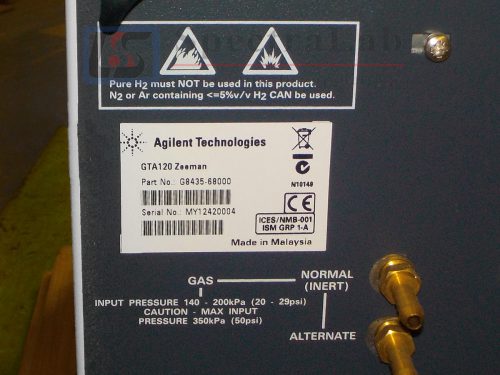 Pure H2 must NOT be used in this product.
N2 or Ar containing <=5%v/v H2 CAN be used.
Agilent Technologies
GTA120 Zeeman
Part No.: G8435-68000
N10149
Serial No.: MY12420004
CE
ICES/NMB-001
ISM GRP 1-A
Made in Malaysia
GAS
NORMAL
(INERT)
INPUT PRESSURE 140 - 200kPa (20 - 29psi)
CAUTION - MAX INPUT
PRESSURE 350kPa (50psi)
ALTERNATE